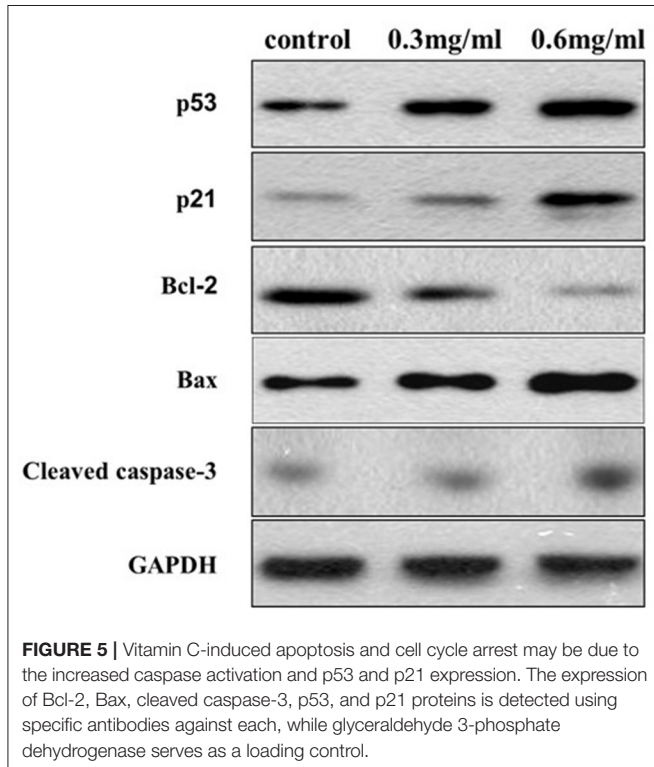 control 0.3mg/ml 0.6mg/ml
p53
p21
Bcl-2
Bax
Cleaved caspase-3
GAPDH
FIGURE 5 | Vitamin C-induced apoptosis and cell cycle arrest may be due to
the increased caspase activation and p53 and p21 expression. The expression
of Bcl-2, Bax, cleaved caspase-3, p53, and p21 proteins is detected using
specific antibodies against each, while glyceraldehyde 3-phosphate
dehydrogenase serves as a loading control.